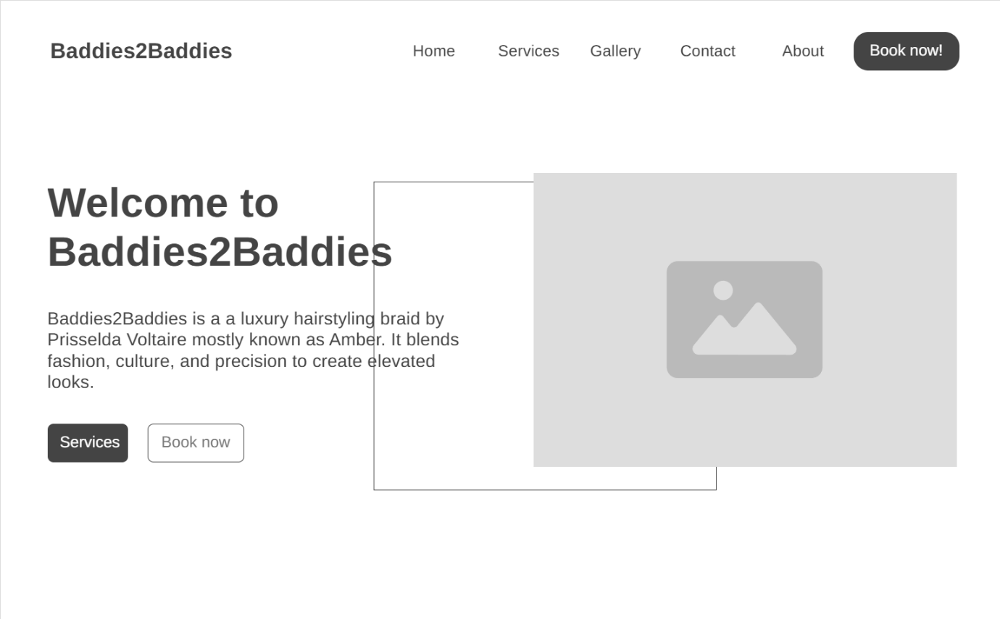 Baddies2Baddies
Home
Services
Gallery
Contact
About
Book now!
Welcome to
Baddies2Baddies
Baddies2Baddies is a a luxury hairstyling braid by
Prisselda Voltaire mostly known as Amber. It blends
fashion, culture, and precision to create elevated
looks.
Services
Book now